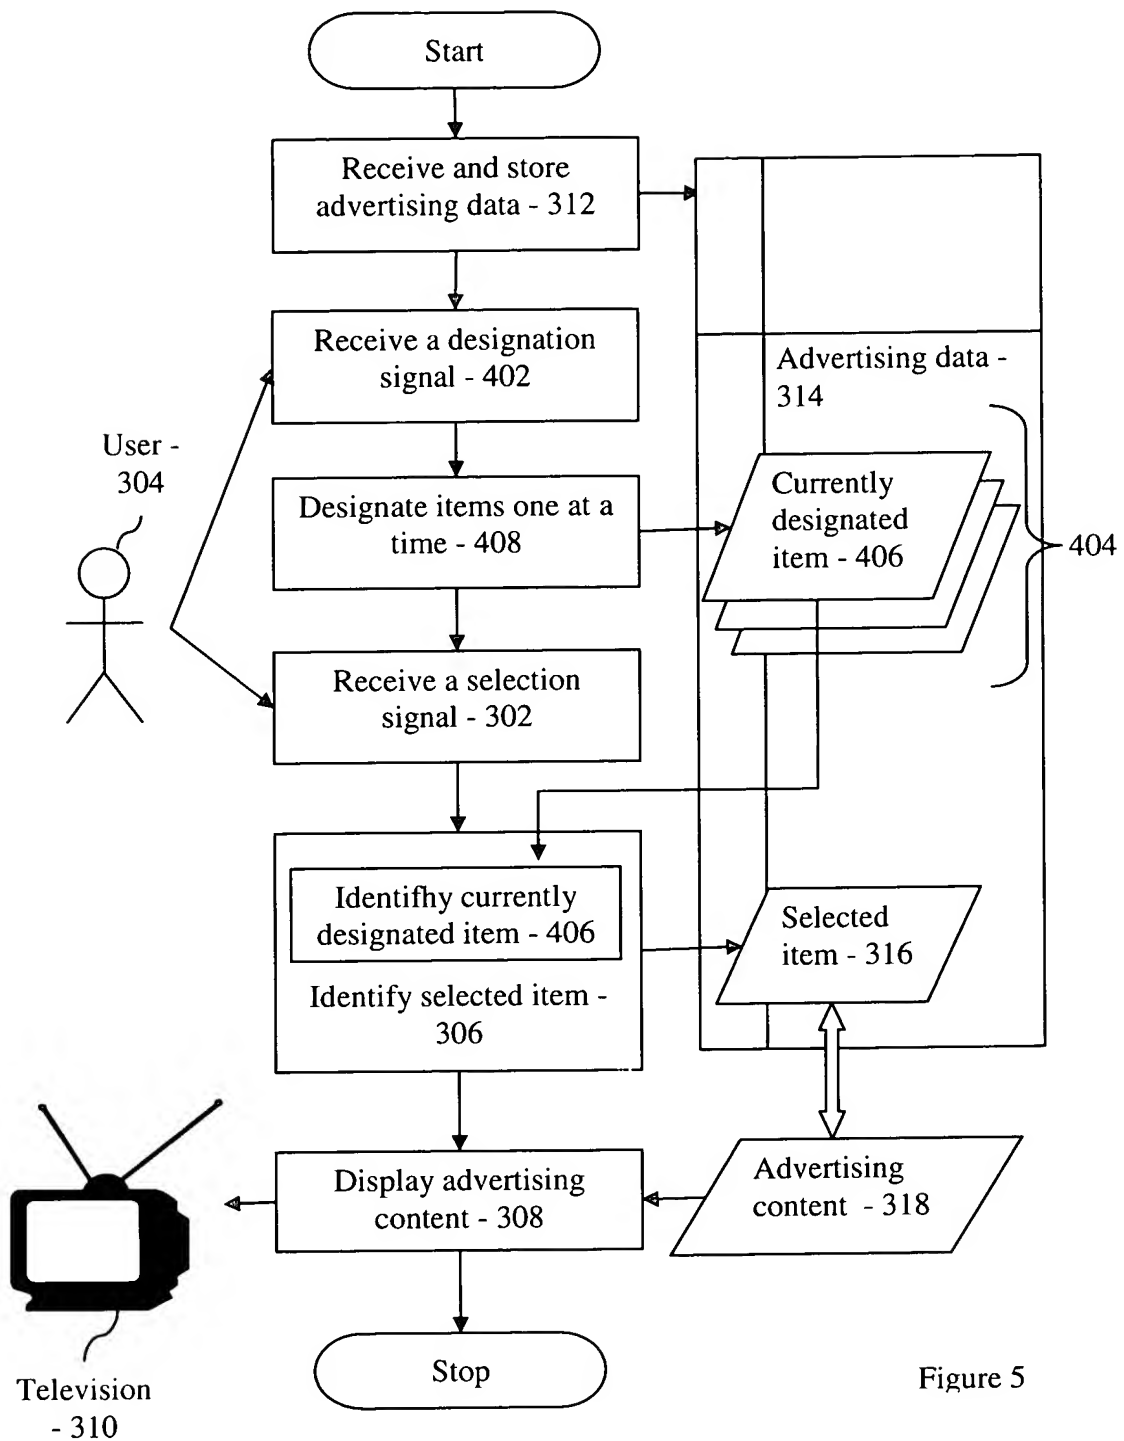 Start
Receive and store
advertising data - 312
Receive a designation
signal - 402
Advertising data -
314
User -
304
Designate items one at a
time - 408
Currently
designated
item - 406
404
Receive a selection
signal - 302
Identifhy currently
designated item - 406
Identify selected item -
306
Selected
item - 316
Display advertising
content - 308
Advertising
content - 318
Television
- 310
Stop
Figure 5